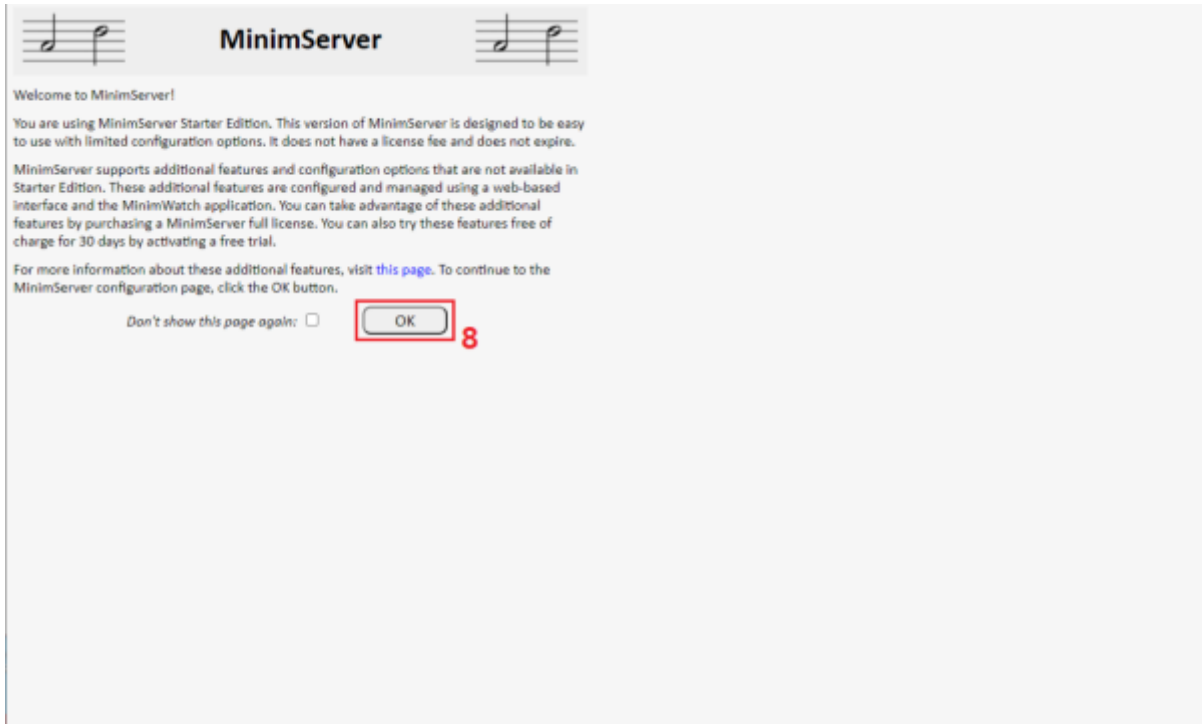 MinimServer
Welcome to MinimServer!
You are using MinimServer Starter Edition. This version of MinimServer is designed to be easy
to use with limited configuration options. It does not have a license fee and does not expire.
MinimServer supports additional features and configuration options that are not available in
Starter Edition. These additional features are configured and managed using a web-based
interface and the MinimWatch application. You can take advantage of these additional
features by purchasing a MinimServer full license. You can also try these features free of
charge for 30 days by activating a free trial.
For more information about these additional features, visit this page. To continue to the
MinimServer configuration page, click the OK button.
Don't show this page again: OK
8